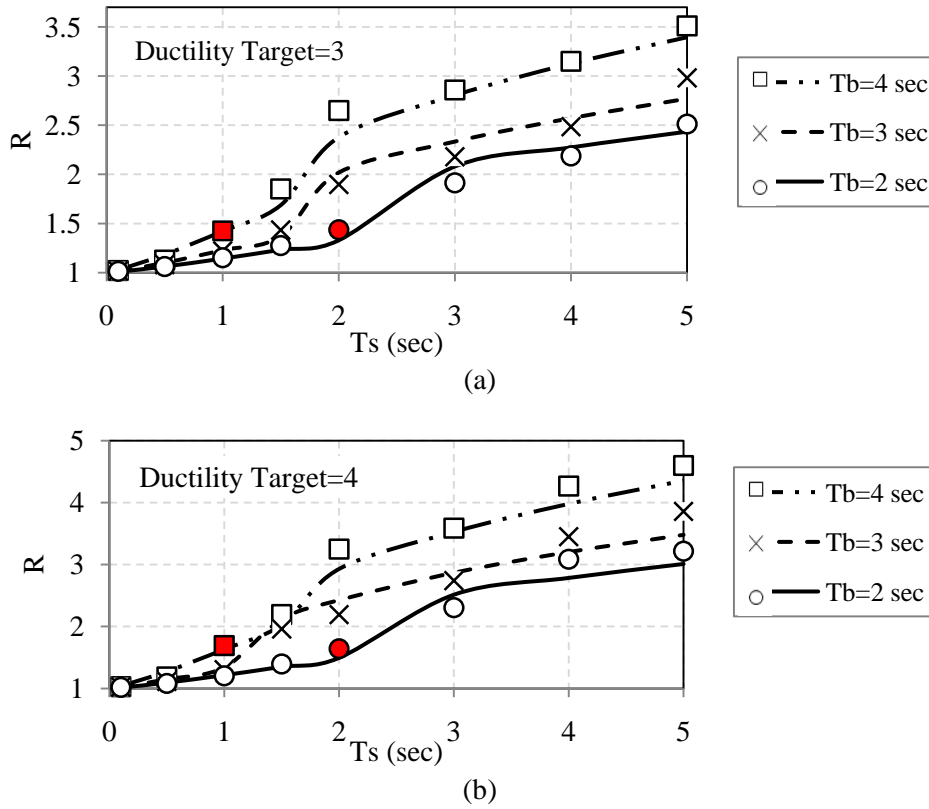 3.5
Ductility Target=3
3
2.5
R
2
1.5
1
0 1 2 3 4 5
Ts (sec)
(a)
Tb=4 sec
Tb=3 sec
Tb=2 sec
5
Ductility Target=4
4
R
3
2
1
0 1 2 3 4 5
Ts (sec)
(b)
Tb=4 sec
Tb=3 sec
Tb=2 sec